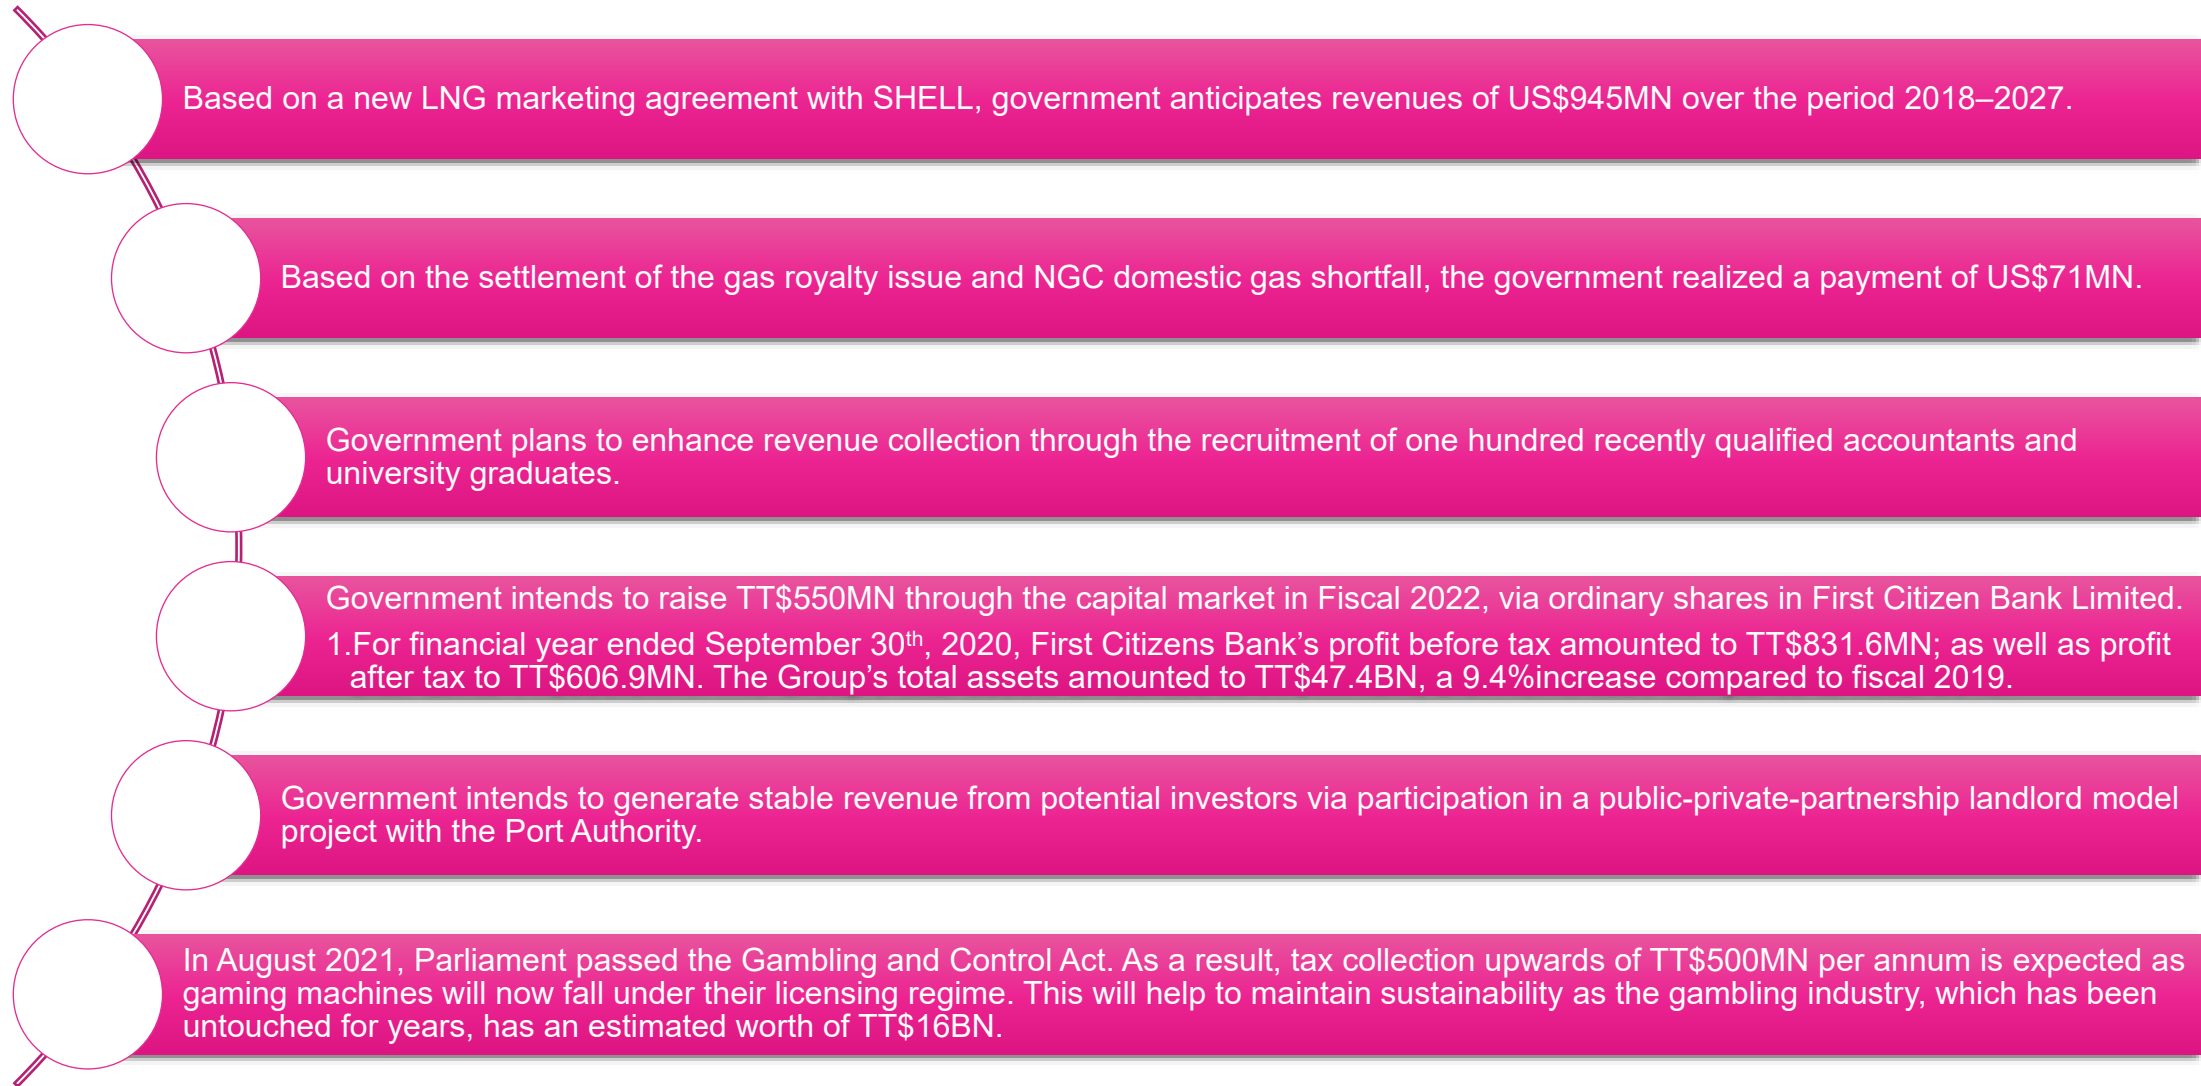 Based on a new LNG marketing agreement with SHELL, government anticipates revenues of US$945MN over the period 2018–2027.
Based on the settlement of the gas royalty issue and NGC domestic gas shortfall, the government realized a payment of US$71MN.
Government plans to enhance revenue collection through the recruitment of one hundred recently qualified accountants and
university graduates.
Government intends to raise TT$550MN through the capital market in Fiscal 2022, via ordinary shares in First Citizen Bank Limited.
1.For financial year ended September 30th, 2020, First Citizens Bank’s profit before tax amounted to TT$831.6MN; as well as profit
after tax to TT$606.9MN. The Group’s total assets amounted to TT$47.4BN, a 9.4%increase compared to fiscal 2019.
Government intends to generate stable revenue from potential investors via participation in a public-private-partnership landlord model
project with the Port Authority.
In August 2021, Parliament passed the Gambling and Control Act. As a result, tax collection upwards of TT$500MN per annum is expected as
gaming machines will now fall under their licensing regime. This will help to maintain sustainability as the gambling industry, which has been
untouched for years, has an estimated worth of TT$16BN.